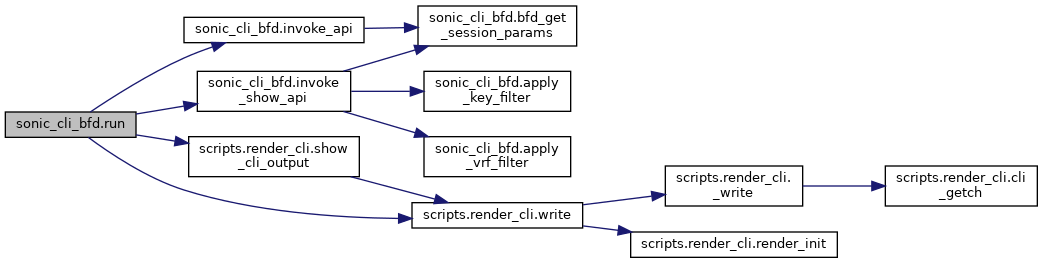 sonic_cli_bfd.run
sonic_cli_bfd.invoke_api
sonic_cli_bfd.invoke
_show_api
scripts.render_cli.show
_cli_output
sonic_cli_bfd.bfd_get
_session_params
sonic_cli_bfd.apply
_key_filter
sonic_cli_bfd.apply
_vrf_filter
scripts.render_cli.write
scripts.render_cli.
_write
scripts.render_cli.render_init
scripts.render_cli.cli
_getch